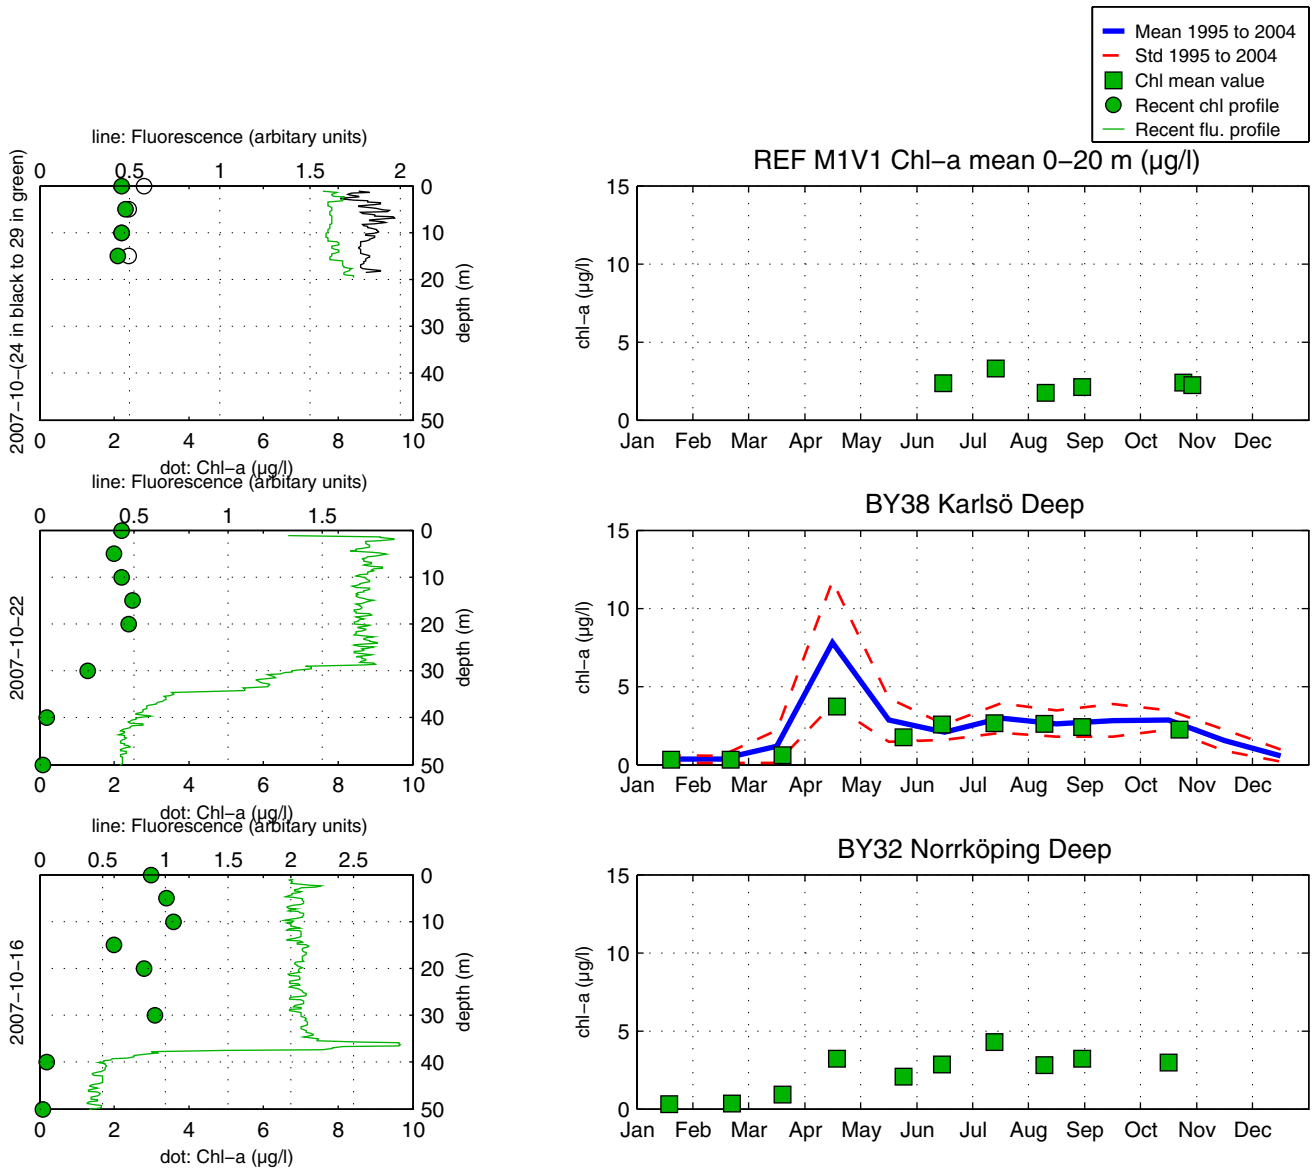 Mean 1995 to 2004
Std 1995 to 2004
Chl mean value
Recent chl profile
Recent flu. profile
line: Fluorescence (arbitary units)
0 0.5 1 1.5 2
2007−10−(24 in black to 29 in green)
0
10
20
30
40
50
depth (m)
0 2 4 6 8 10
dot: Chl−a (µg/l)
REF M1V1 Chl−a mean 0−20 m (µg/l)
15
10
5
0
chl−a (µg/l)
Jan Feb Mar Apr May Jun Jul Aug Sep Oct Nov Dec
line: Fluorescence (arbitary units)
0 0.5 1 1.5
2007−10−22
0
10
20
30
40
50
depth (m)
0 2 4 6 8 10
dot: Chl−a (µg/l)
BY38 Karlsö Deep
15
10
5
0
chl−a (µg/l)
Jan Feb Mar Apr May Jun Jul Aug Sep Oct Nov Dec
line: Fluorescence (arbitary units)
0 0.5 1 1.5 2 2.5
2007−10−16
0
10
20
30
40
50
depth (m)
0 2 4 6 8 10
dot: Chl−a (µg/l)
BY32 Norrköping Deep
15
10
5
0
chl−a (µg/l)
Jan Feb Mar Apr May Jun Jul Aug Sep Oct Nov Dec